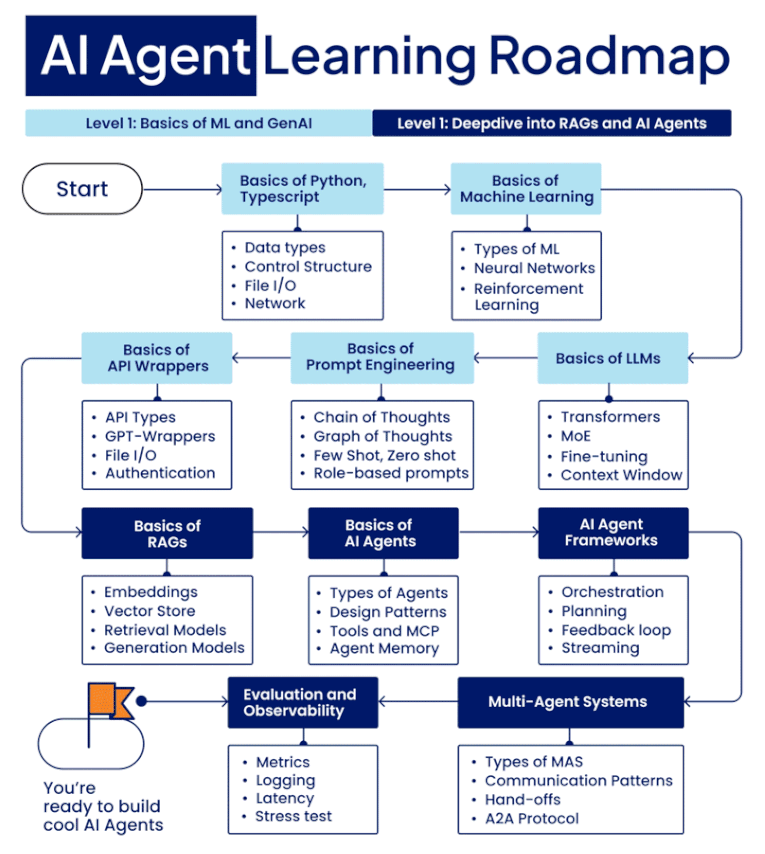 AI Agent Learning Roadmap
Level 1: Basics of ML and GenAI
Level 1: Deepdive into RAGs and AI Agents
Start
Basics of Python,
Typescript
• Data types
• Control Structure
• File I/O
• Network
Basics of
Machine Learning
• Types of ML
• Neural Networks
• Reinforcement
Learning
Basics of LLMs
• Transformers
• MoE
• Fine-tuning
• Context Window
Basics of
Prompt Engineering
• Chain of Thoughts
• Graph of Thoughts
• Few Shot, Zero shot
• Role-based prompts
Basics of
API Wrappers
• API Types
• GPT-Wrappers
• File I/O
• Authentication
Basics of
RAGs
• Embeddings
• Vector Store
• Retrieval Models
• Generation Models
Basics of
AI Agents
• Types of Agents
• Design Patterns
• Tools and MCP
• Agent Memory
AI Agent
Frameworks
• Orchestration
• Planning
• Feedback loop
• Streaming
Multi-Agent Systems
• Types of MAS
• Communication Patterns
• Hand-offs
• A2A Protocol
Evaluation and
Observability
• Metrics
• Logging
• Latency
• Stress test
You're
ready to build
cool AI Agents